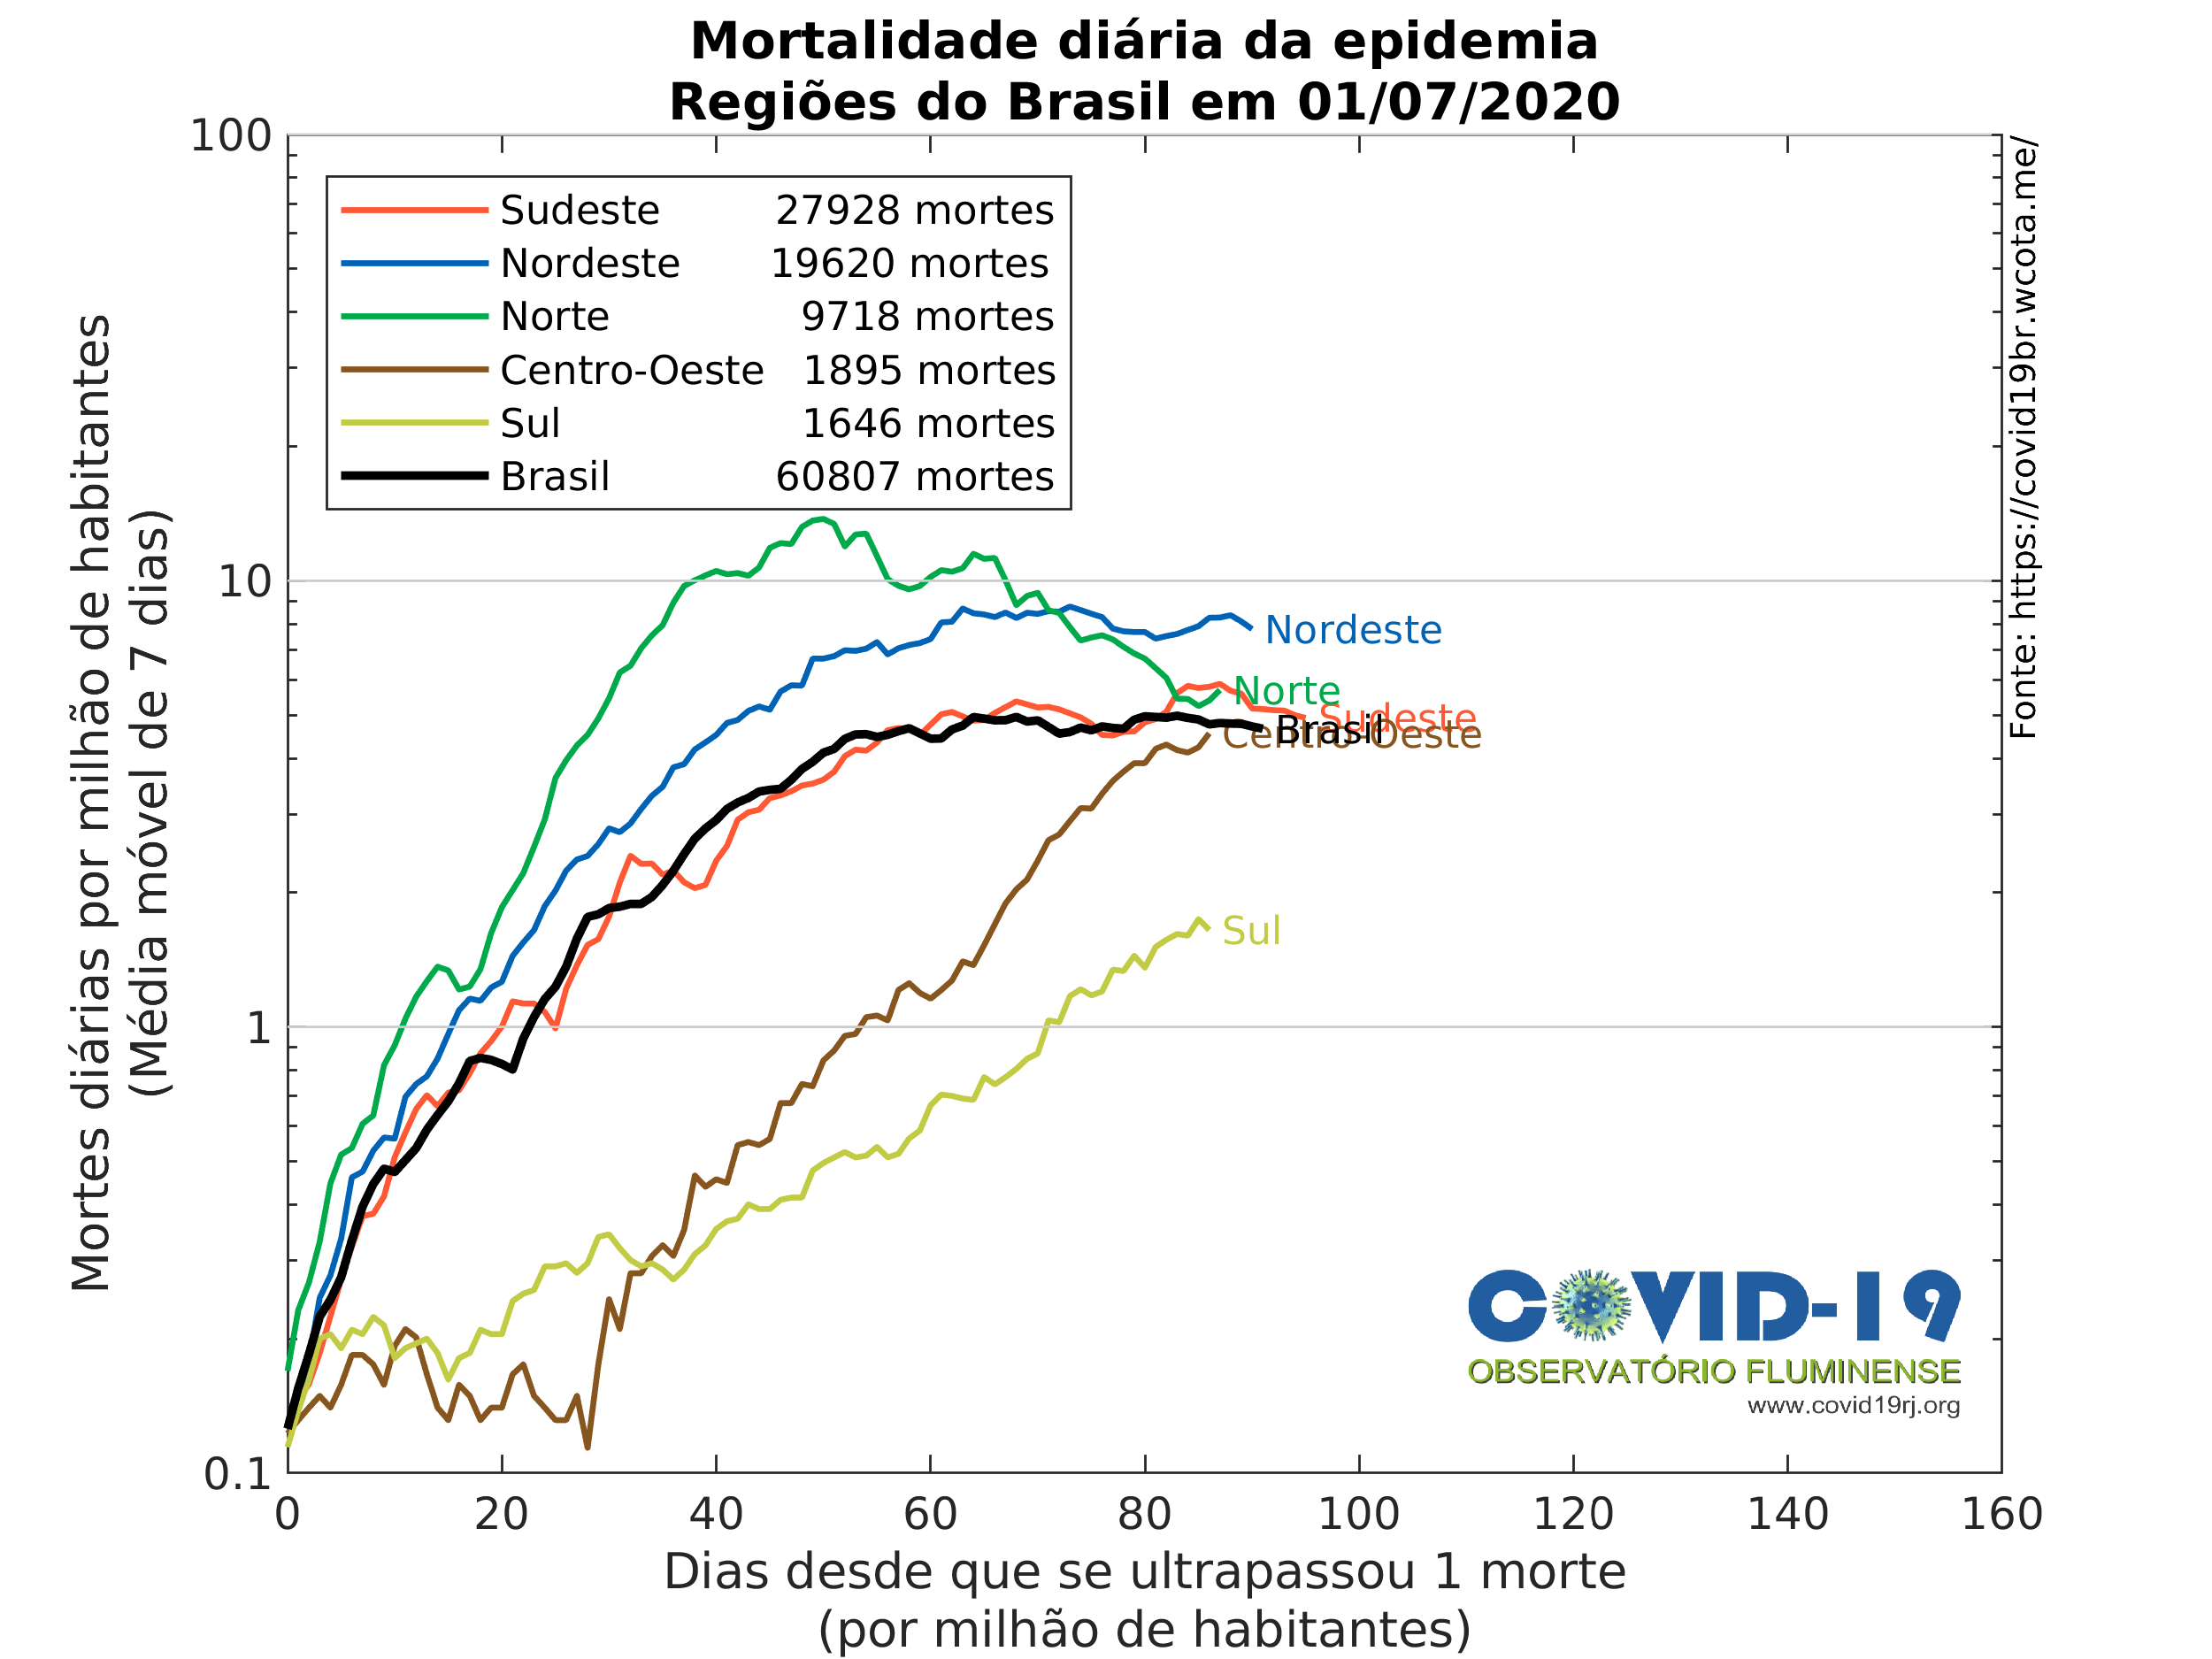 Mortalidade diária da epidemia
Regiões do Brasil em 01/07/2020
Mortes diárias por milhão de habitantes
(Média móvel de 7 dias)
100
10
1
0.1
Sudeste 27928 mortes
Nordeste 19620 mortes
Norte 9718 mortes
Centro-Oeste 1895 mortes
Sul 1646 mortes
Brasil 60807 mortes
Nordeste
Norte
Sudeste
Brasil
Centro-Oeste
Sul
Fonte: https://covid19br.wcota.me/
COVID-19
OBSERVATÓRIO FLUMINENSE
www.covid19rj.org
0 20 40 60 80 100 120 140 160
Dias desde que se ultrapassou 1 morte
(por milhão de habitantes)